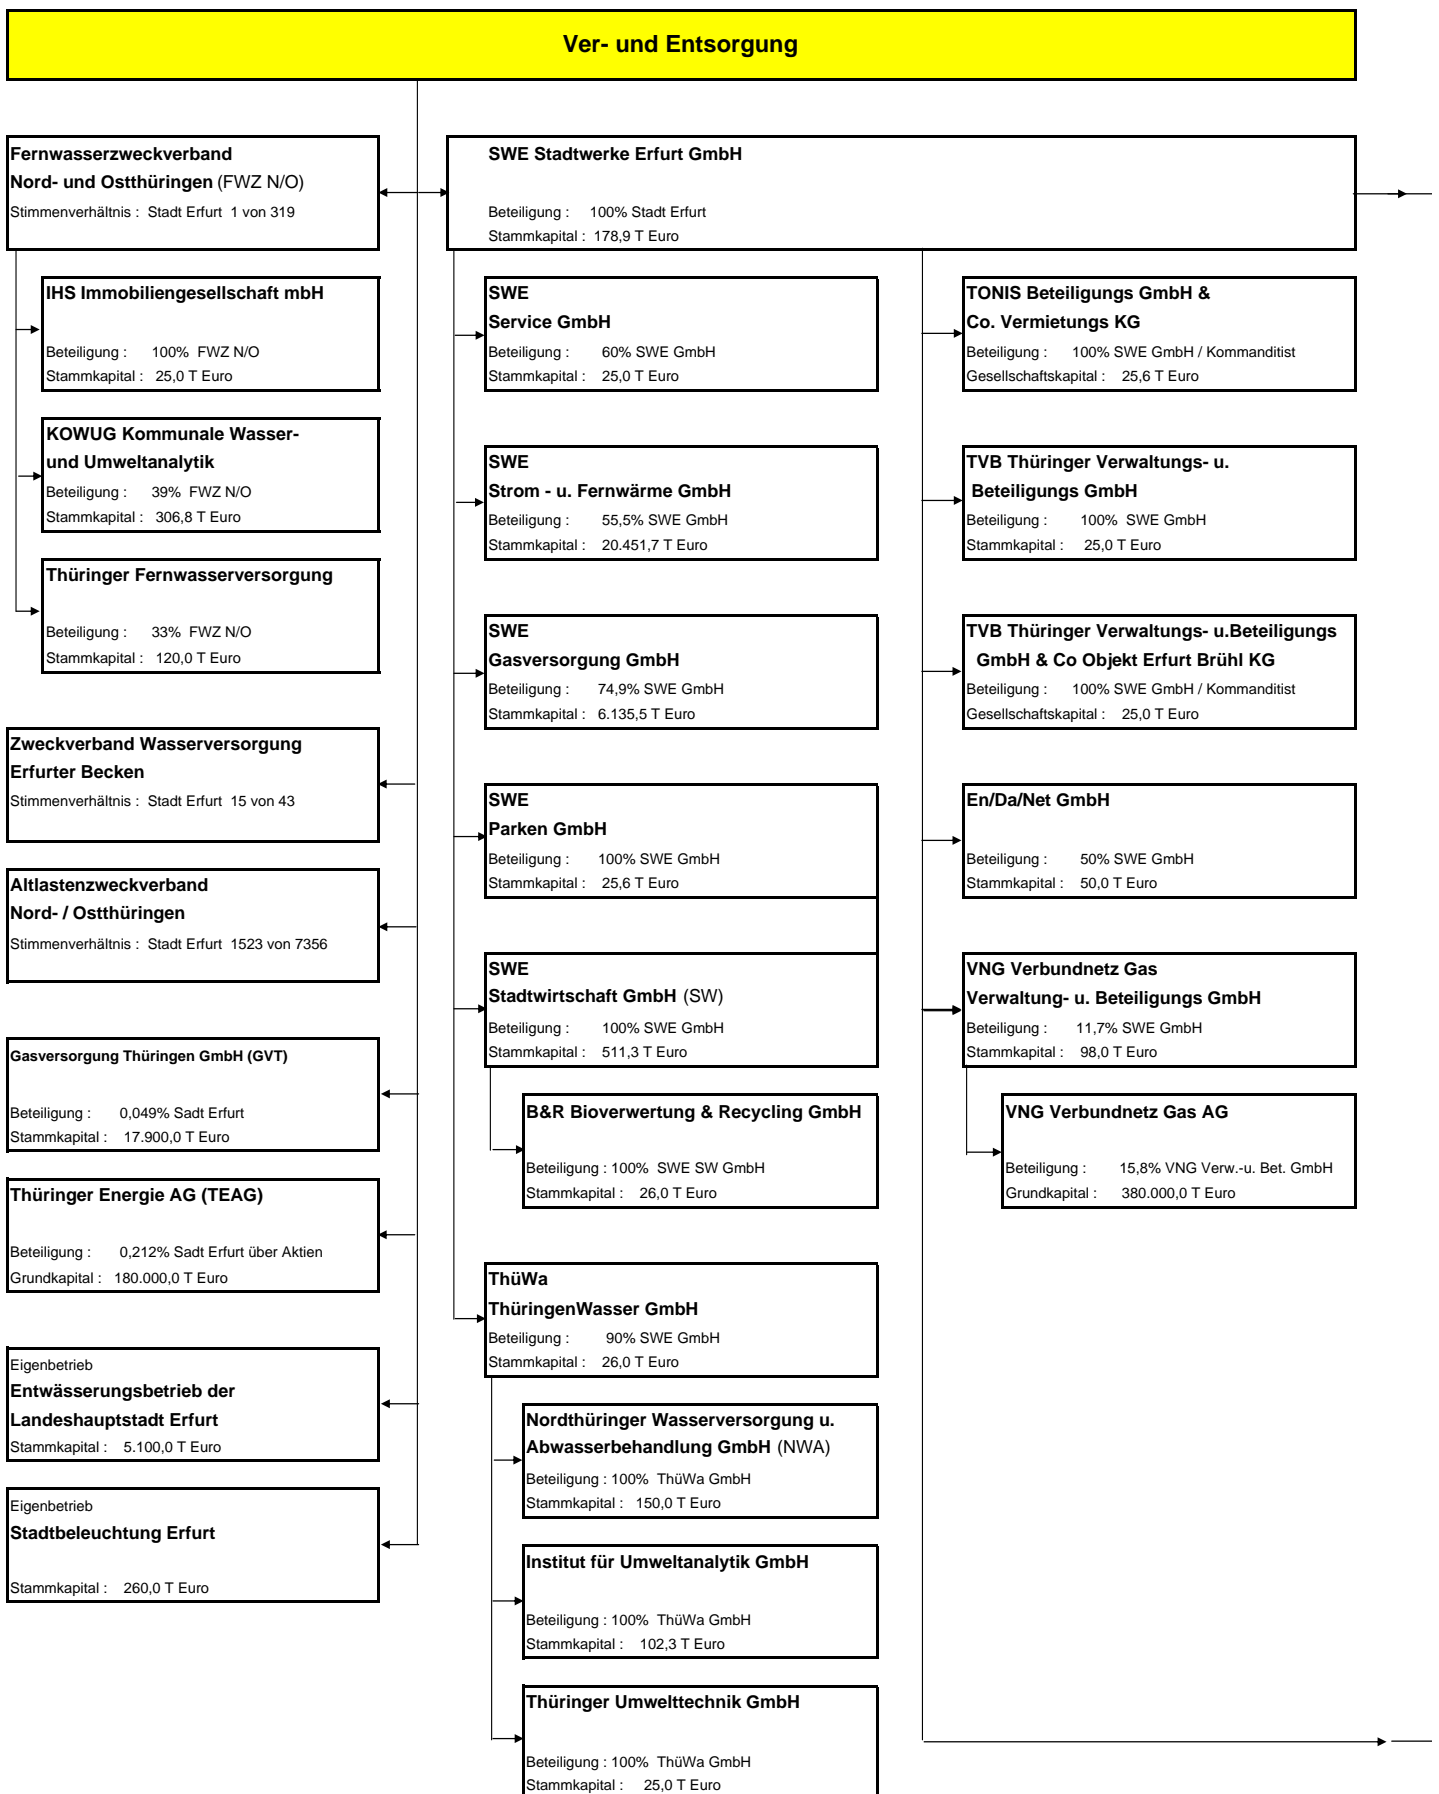 Ver- und Entsorgung
Fernwasserzweckverband
Nord- und Ostthüringen (FWZ N/O)
Stimmenverhältnis : Stadt Erfurt 1 von 319
IHS Immobiliengesellschaft mbH
Beteiligung : 100% FWZ N/O
Stammkapital : 25,0 T Euro
KOWUG Kommunale Wasser-
und Umweltanalytik
Beteiligung : 39% FWZ N/O
Stammkapital : 306,8 T Euro
Thüringer Fernwasserversorgung
Beteiligung : 33% FWZ N/O
Stammkapital : 120,0 T Euro
Zweckverband Wasserversorgung
Erfurter Becken
Stimmenverhältnis : Stadt Erfurt 15 von 43
Altlastenzweckverband
Nord- / Ostthüringen
Stimmenverhältnis : Stadt Erfurt 1523 von 7356
Gasversorgung Thüringen GmbH (GVT)
Beteiligung : 0,049% Sadt Erfurt
Stammkapital : 17.900,0 T Euro
Thüringer Energie AG (TEAG)
Beteiligung : 0,212% Sadt Erfurt über Aktien
Grundkapital : 180.000,0 T Euro
Eigenbetrieb
Entwässerungsbetrieb der
Landeshauptstadt Erfurt
Stammkapital : 5.100,0 T Euro
Eigenbetrieb
Stadtbeleuchtung Erfurt
Stammkapital : 260,0 T Euro
SWE Stadtwerke Erfurt GmbH
Beteiligung : 100% Stadt Erfurt
Stammkapital : 178,9 T Euro
SWE
Service GmbH
Beteiligung : 60% SWE GmbH
Stammkapital : 25,0 T Euro
SWE
Strom - u. Fernwärme GmbH
Beteiligung : 55,5% SWE GmbH
Stammkapital : 20.451,7 T Euro
SWE
Gasversorgung GmbH
Beteiligung : 74,9% SWE GmbH
Stammkapital : 6.135,5 T Euro
SWE
Parken GmbH
Beteiligung : 100% SWE GmbH
Stammkapital : 25,6 T Euro
SWE
Stadtwirtschaft GmbH (SW)
Beteiligung : 100% SWE GmbH
Stammkapital : 511,3 T Euro
B&R Bioverwertung & Recycling GmbH
Beteiligung : 100% SWE SW GmbH
Stammkapital : 26,0 T Euro
ThüWa
ThüringenWasser GmbH
Beteiligung : 90% SWE GmbH
Stammkapital : 26,0 T Euro
Nordthüringer Wasserversorgung u.
Abwasserbehandlung GmbH (NWA)
Beteiligung : 100% ThüWa GmbH
Stammkapital : 150,0 T Euro
Institut für Umweltanalytik GmbH
Beteiligung : 100% ThüWa GmbH
Stammkapital : 102,3 T Euro
Thüringer Umwelttechnik GmbH
Beteiligung : 100% ThüWa GmbH
Stammkapital : 25,0 T Euro
TONIS Beteiligungs GmbH &
Co. Vermietungs KG
Beteiligung : 100% SWE GmbH / Kommanditist
Gesellschaftskapital : 25,6 T Euro
TVB Thüringer Verwaltungs- u.
Beteiligungs GmbH
Beteiligung : 100% SWE GmbH
Stammkapital : 25,0 T Euro
TVB Thüringer Verwaltungs- u.Beteiligungs
GmbH & Co Objekt Erfurt Brühl KG
Beteiligung : 100% SWE GmbH / Kommanditist
Gesellschaftskapital : 25,0 T Euro
En/Da/Net GmbH
Beteiligung : 50% SWE GmbH
Stammkapital : 50,0 T Euro
VNG Verbundnetz Gas
Verwaltung- u. Beteiligungs GmbH
Beteiligung : 11,7% SWE GmbH
Stammkapital : 98,0 T Euro
VNG Verbundnetz Gas AG
Beteiligung : 15,8% VNG Verw.-u. Bet. GmbH
Grundkapital : 380.000,0 T Euro